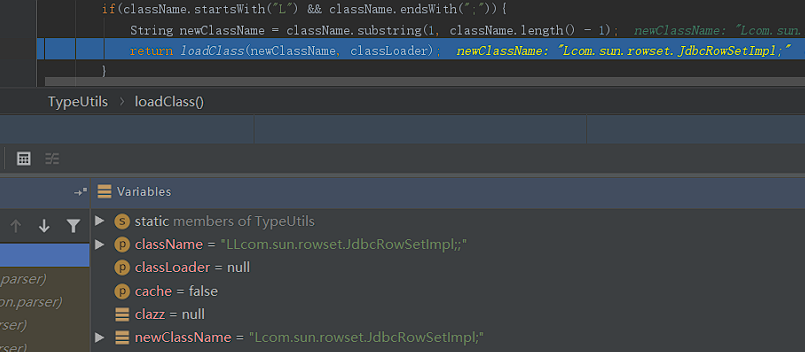 if(className.startsWith("L") && className.endsWith(";")){
String newClassName = className.substring(1, className.length() - 1); newClassName: "Lcom.sun.
return loadClass(newClassName, classLoader); newClassName: "Lcom.sun.rowset.JdbcRowSetImpl;"
}
TypeUtils › loadClass()
Variables
static members of TypeUtils
className = "LLcom.sun.rowset.JdbcRowSetImpl;;"
.parser)
classLoader = null
on.parser)
cache = false
rser)
clazz = null
rser)
newClassName = "Lcom.sun.rowset.JdbcRowSetImpl;"